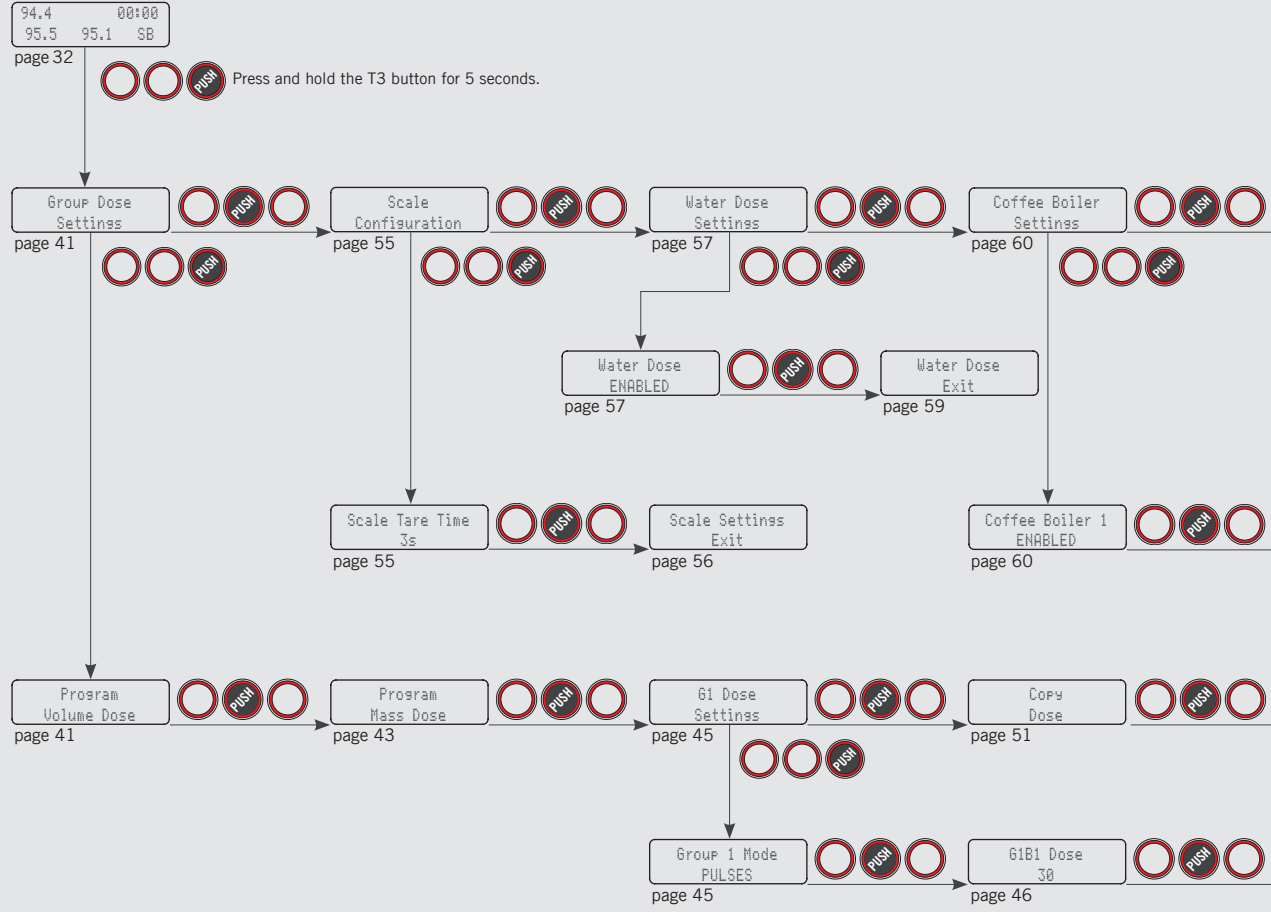 94.4 00:00
95.5 95.1 SB
page 32
PUSH Press and hold the T3 button for 5 seconds.
Group Dose
Settings
page 41
PUSH
Scale
Configuration
page 55
PUSH
Water Dose
Settings
page 57
PUSH
Coffee Boiler
Settings
page 60
PUSH
PUSH
PUSH
PUSH
PUSH
Water Dose
ENABLED
page 57
PUSH
Water Dose
Exit
page 59
Scale Tare Time
3s
page 55
PUSH
Scale Settings
Exit
page 56
Coffee Boiler 1
ENABLED
page 60
PUSH
Program
Volume Dose
page 41
PUSH
Program
Mass Dose
page 43
PUSH
G1 Dose
Settings
page 45
PUSH
Copy
Dose
page 51
PUSH
PUSH
Group 1 Mode
PULSES
page 45
PUSH
G1B1 Dose
30
page 46
PUSH